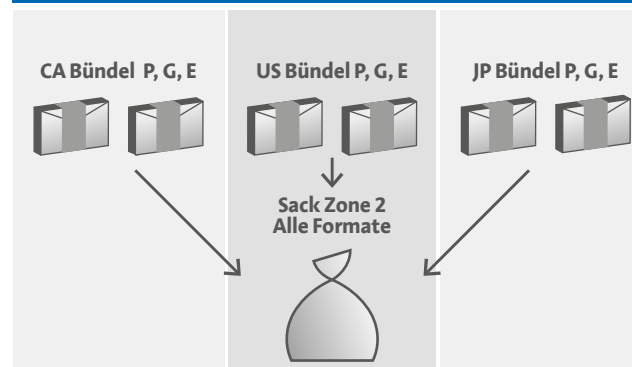 CA Bündel P, G, E
US Bündel P, G, E
JP Bündel P, G, E
Sack Zone 2
Alle Formate